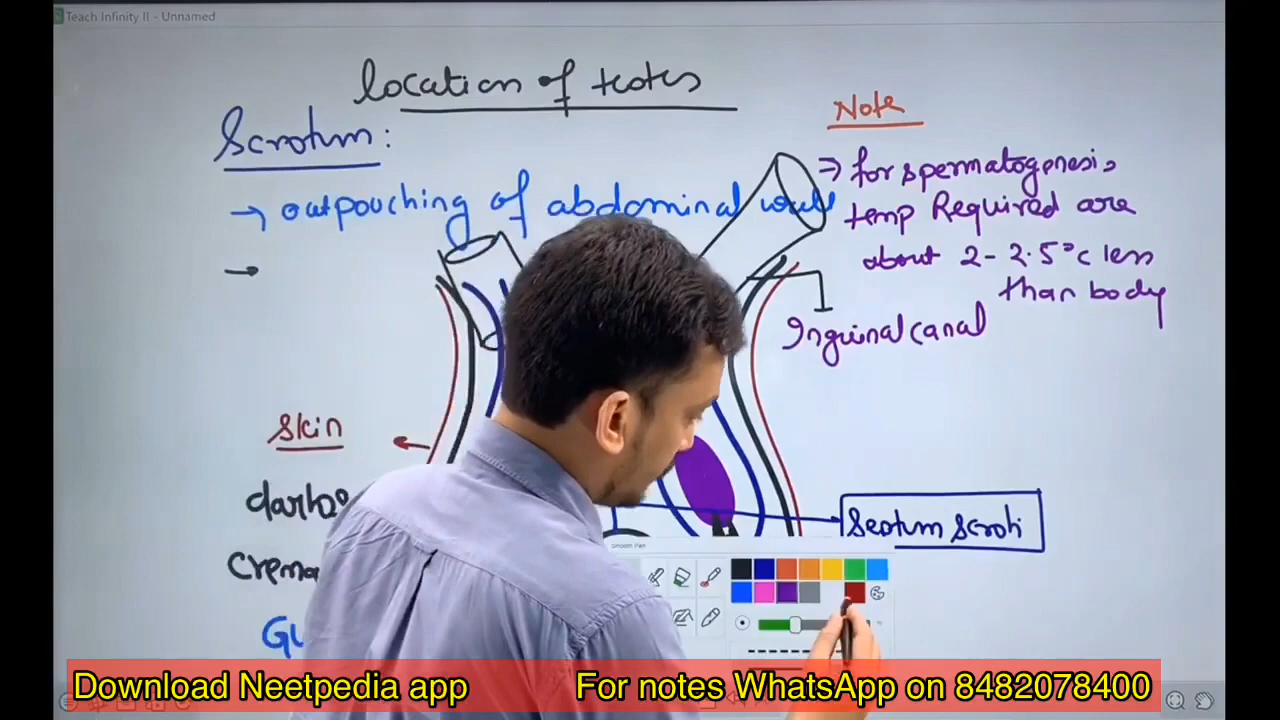 Teach Infinity II - Unnamed
location of testes
Scrotum:
→ outpouching of abdominal wall
→
Note
⇒ for spermatogenesis
temp Required are
about 2 - 2.5°c less
than body
Inguinal canal
skin
Septum scroti
Smooth Pen
Download Neetpedia app
For notes WhatsApp on 8482078400